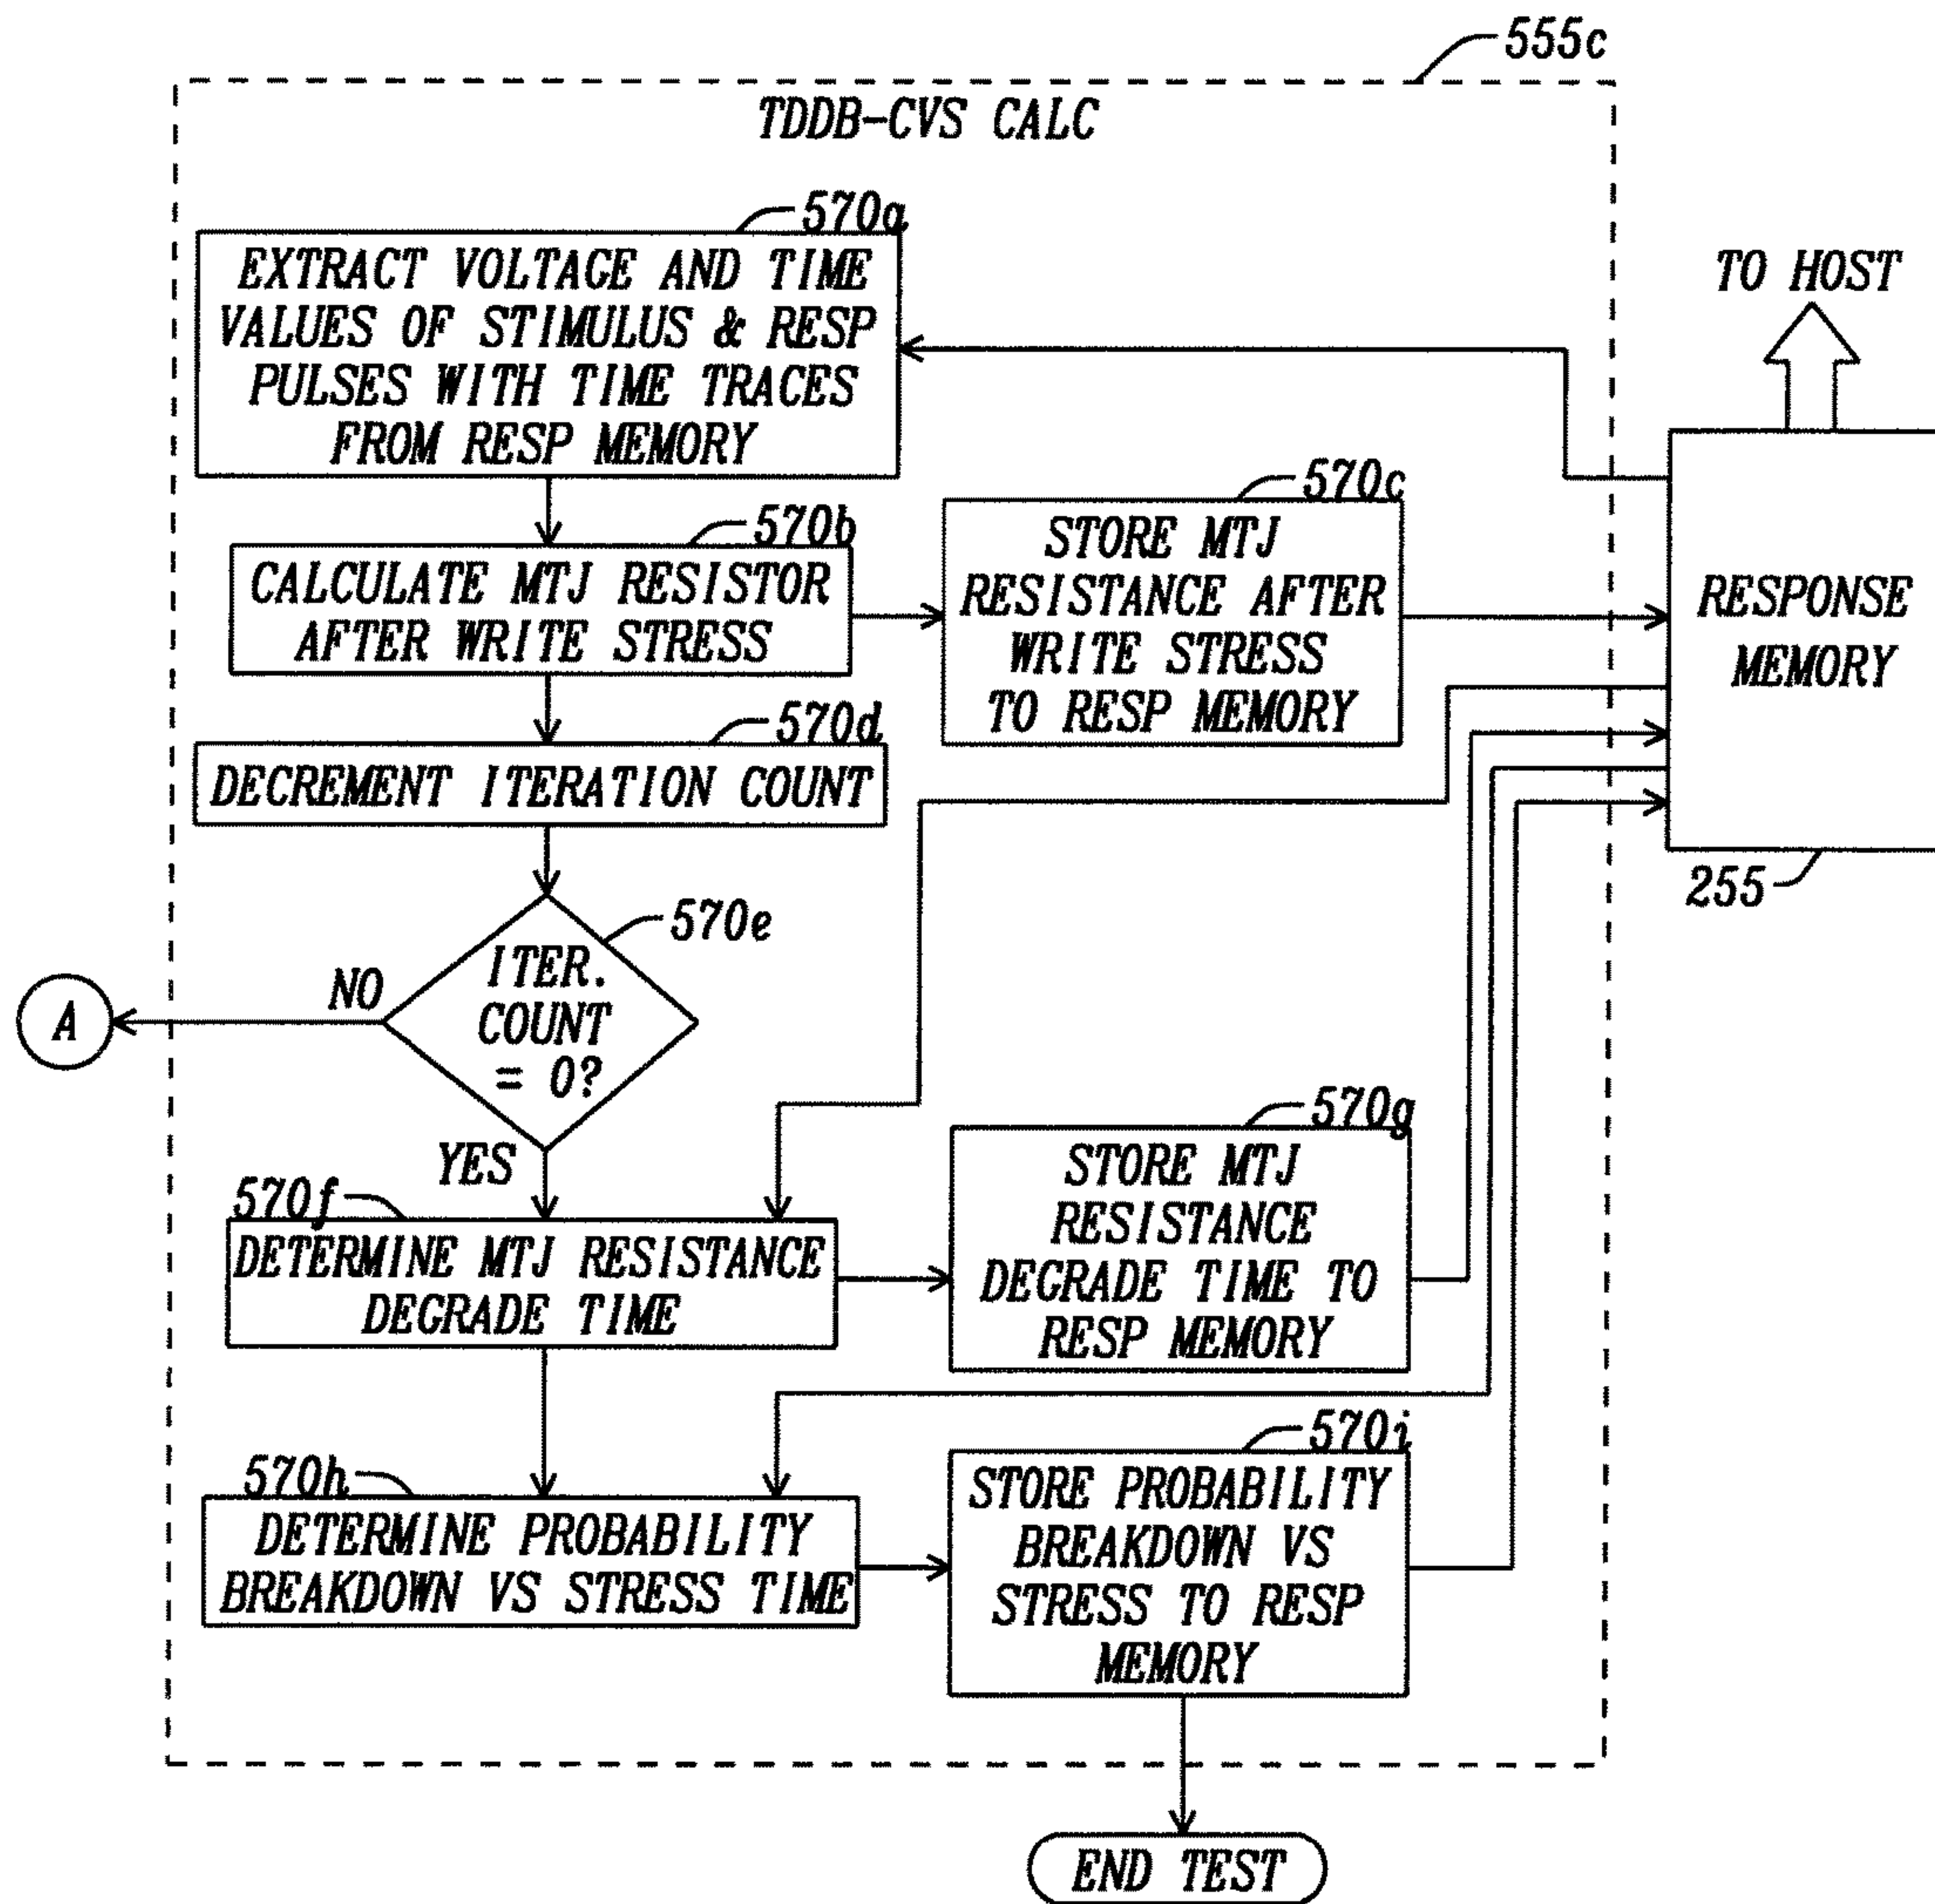 555c
TDDB-CVS CALC
570a
EXTRACT VOLTAGE AND TIME
VALUES OF STIMULUS & RESP
PULSES WITH TIME TRACES
FROM RESP MEMORY
TO HOST
570b
CALCULATE MTJ RESISTOR
AFTER WRITE STRESS
570c
STORE MTJ
RESISTANCE AFTER
WRITE STRESS
TO RESP MEMORY
RESPONSE
MEMORY
255
570d
DECREMENT ITERATION COUNT
570e
ITER.
COUNT
= 0?
NO
A
YES
570f
DETERMINE MTJ RESISTANCE
DEGRADE TIME
570g
STORE MTJ
RESISTANCE
DEGRADE TIME TO
RESP MEMORY
570h
DETERMINE PROBABILITY
BREAKDOWN VS STRESS TIME
570i
STORE PROBABILITY
BREAKDOWN VS
STRESS TO RESP
MEMORY
END TEST